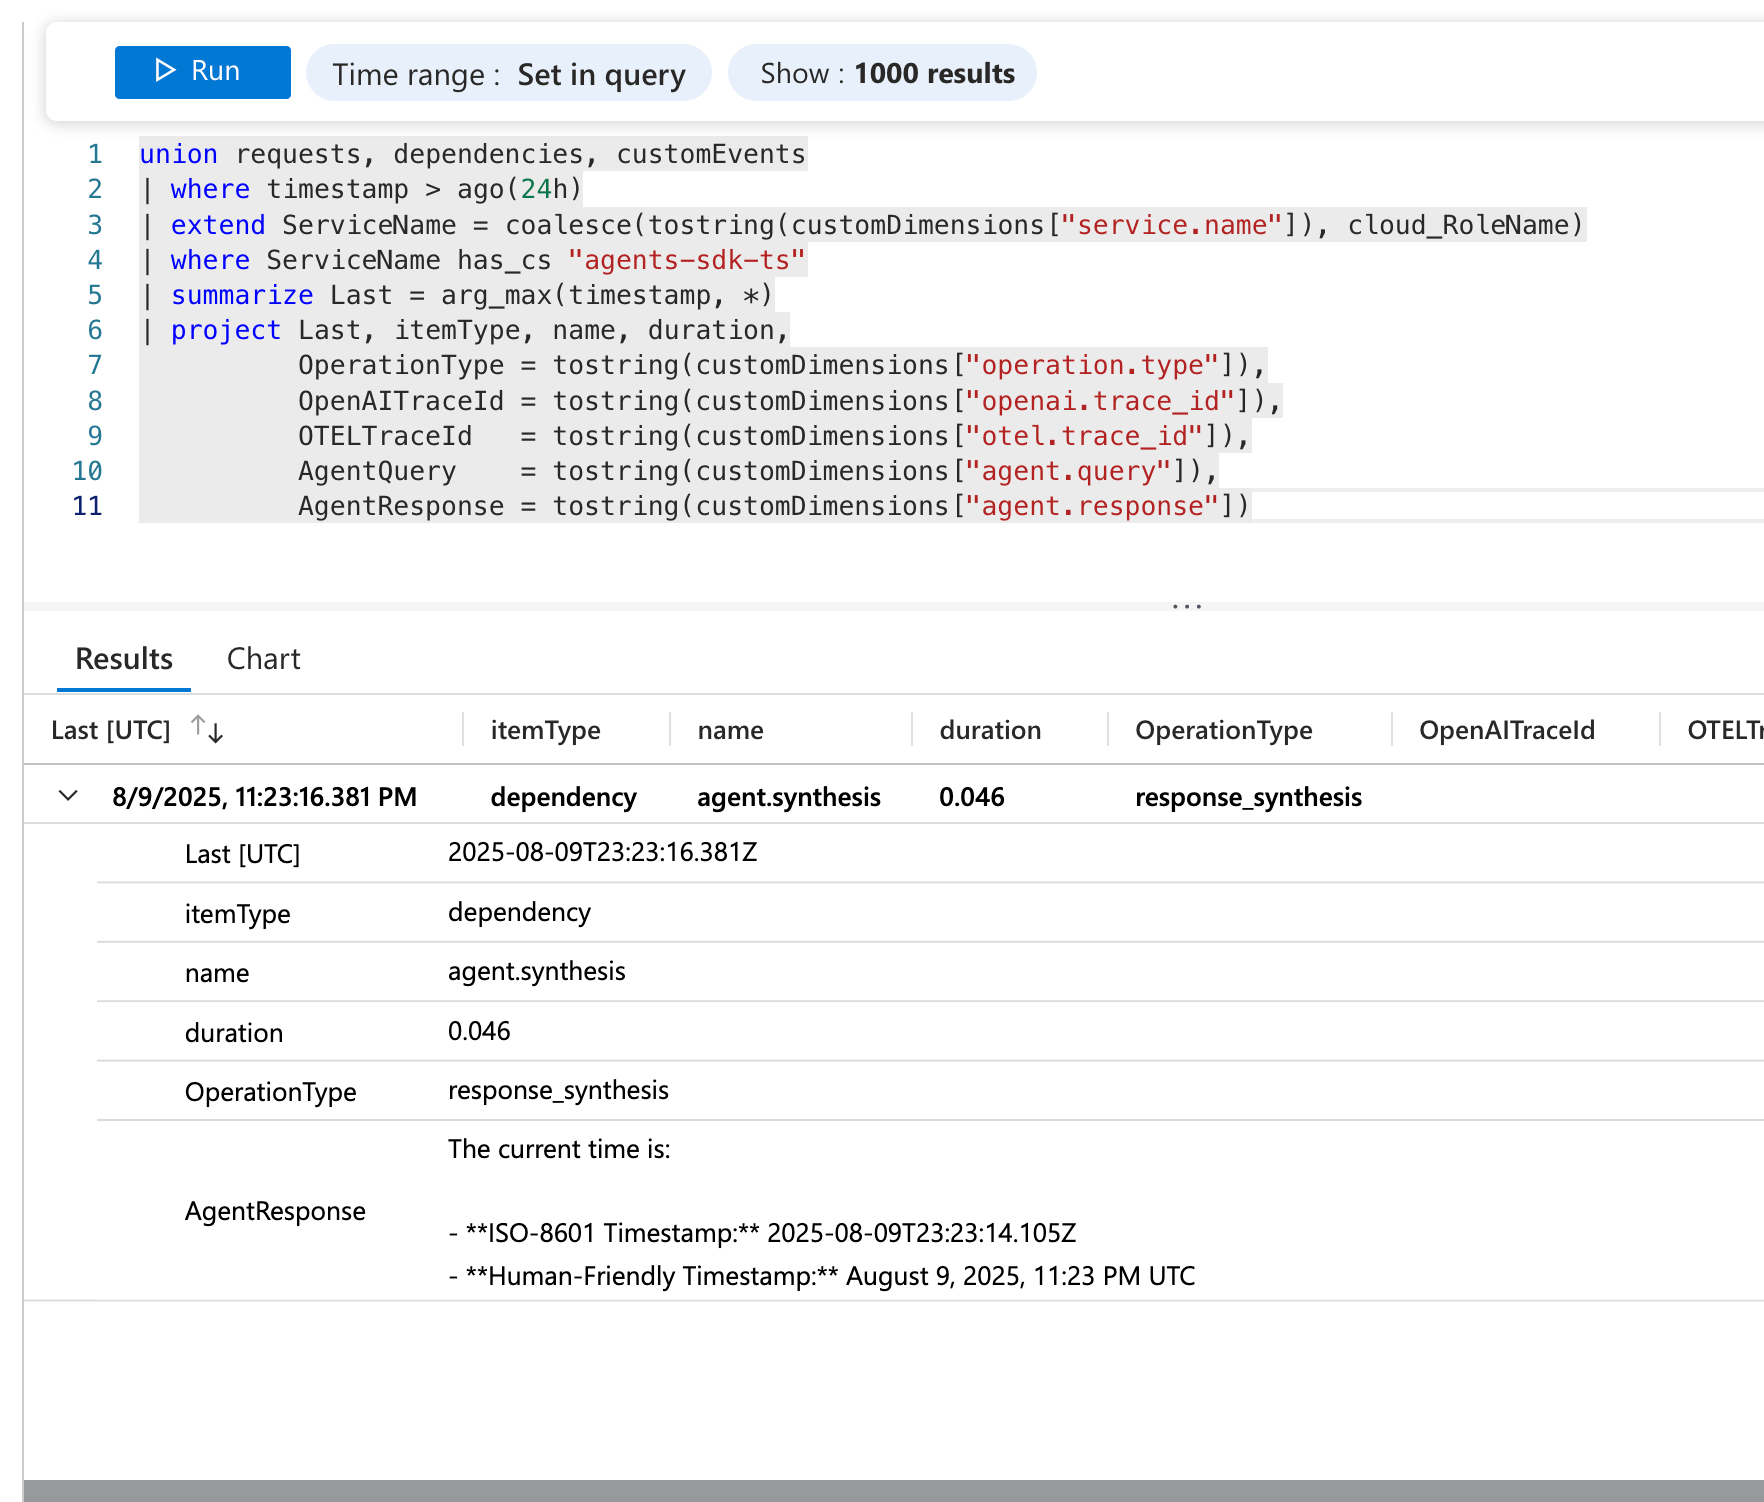 Run Time range : Set in query Show : 1000 results
1 union requests, dependencies, customEvents
2 | where timestamp > ago(24h)
3 | extend ServiceName = coalesce(tostring(customDimensions["service.name"]), cloud_RoleName)
4 | where ServiceName has_cs "agents-sdk-ts"
5 | summarize Last = arg_max(timestamp, *)
6 | project Last, itemType, name, duration,
7 OperationType = tostring(customDimensions["operation.type"]),
8 OpenAITraceId = tostring(customDimensions["openai.trace_id"]),
9 OTELTraceId = tostring(customDimensions["otel.trace_id"]),
10 AgentQuery = tostring(customDimensions["agent.query"]),
11 AgentResponse = tostring(customDimensions["agent.response"])
...
Results Chart
Last [UTC] ↑↓ itemType name duration OperationType OpenAITraceId OTELTr
8/9/2025, 11:23:16.381 PM dependency agent.synthesis 0.046 response_synthesis
Last [UTC] 2025-08-09T23:23:16.381Z
itemType dependency
name agent.synthesis
duration 0.046
OperationType response_synthesis
The current time is:
AgentResponse
- **ISO-8601 Timestamp:** 2025-08-09T23:23:14.105Z
- **Human-Friendly Timestamp:** August 9, 2025, 11:23 PM UTC